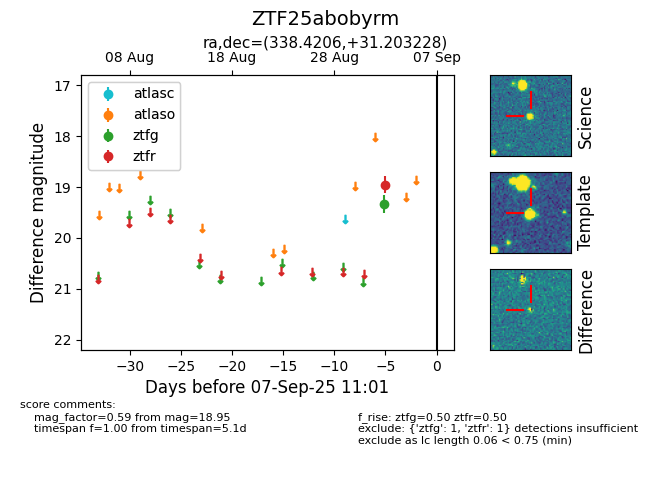 ZTF25abobyrm
ra,dec=(338.4206,+31.203228)
08 Aug 18 Aug 28 Aug 07 Sep
17
18
19
20
21
22
Difference magnitude
atlasc
atlaso
ztfg
ztfr
−30 −25 −20 −15 −10 −5 0
Days before 07-Sep-25 11:01
Science
Template
Difference
score comments:
mag_factor=0.59 from mag=18.95
timespan f=1.00 from timespan=5.1d
f_rise: ztfg=0.50 ztfr=0.50
exclude: {'ztfg': 1, 'ztfr': 1} detections insufficient
exclude as lc length 0.06 < 0.75 (min)